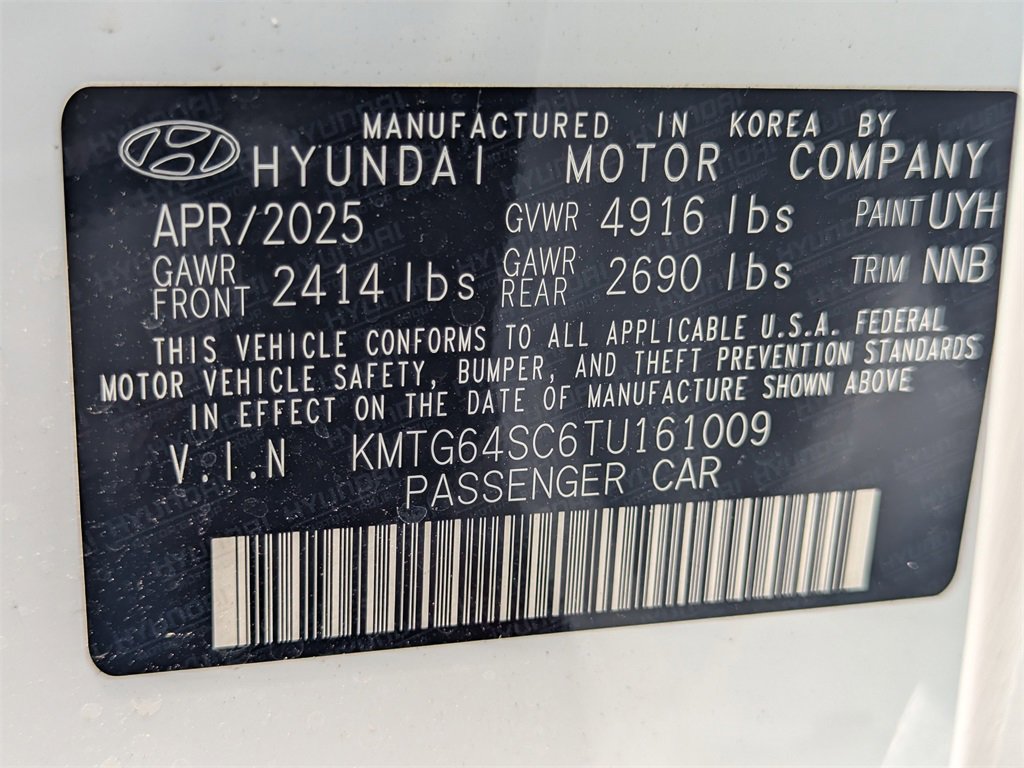 MANUFACTURED IN KOREA BY
HYUNDAI MOTOR COMPANY
APR/2025 GVWR 4916 lbs PAINT UYH
GAWR FRONT 2414 lbs GAWR REAR 2690 lbs TRIM NNB
THIS VEHICLE CONFORMS TO ALL APPLICABLE U.S.A. FEDERAL
MOTOR VEHICLE SAFETY, BUMPER, AND THEFT PREVENTION STANDARDS
IN EFFECT ON THE DATE OF MANUFACTURE SHOWN ABOVE
V.I.N KMTG64SC6TU161009
PASSENGER CAR